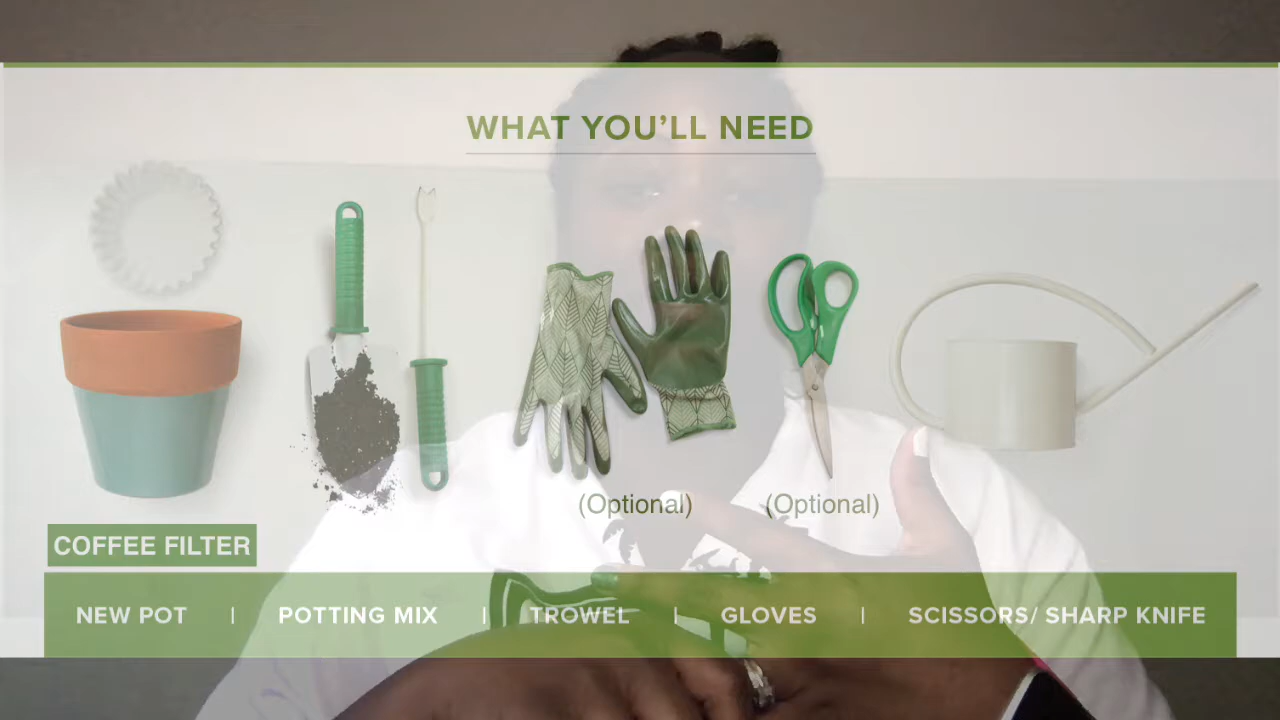 WHAT YOU’LL NEED
(Optional) (Optional)
COFFEE FILTER
NEW POT | POTTING MIX | TROWEL | GLOVES | SCISSORS/ SHARP KNIFE